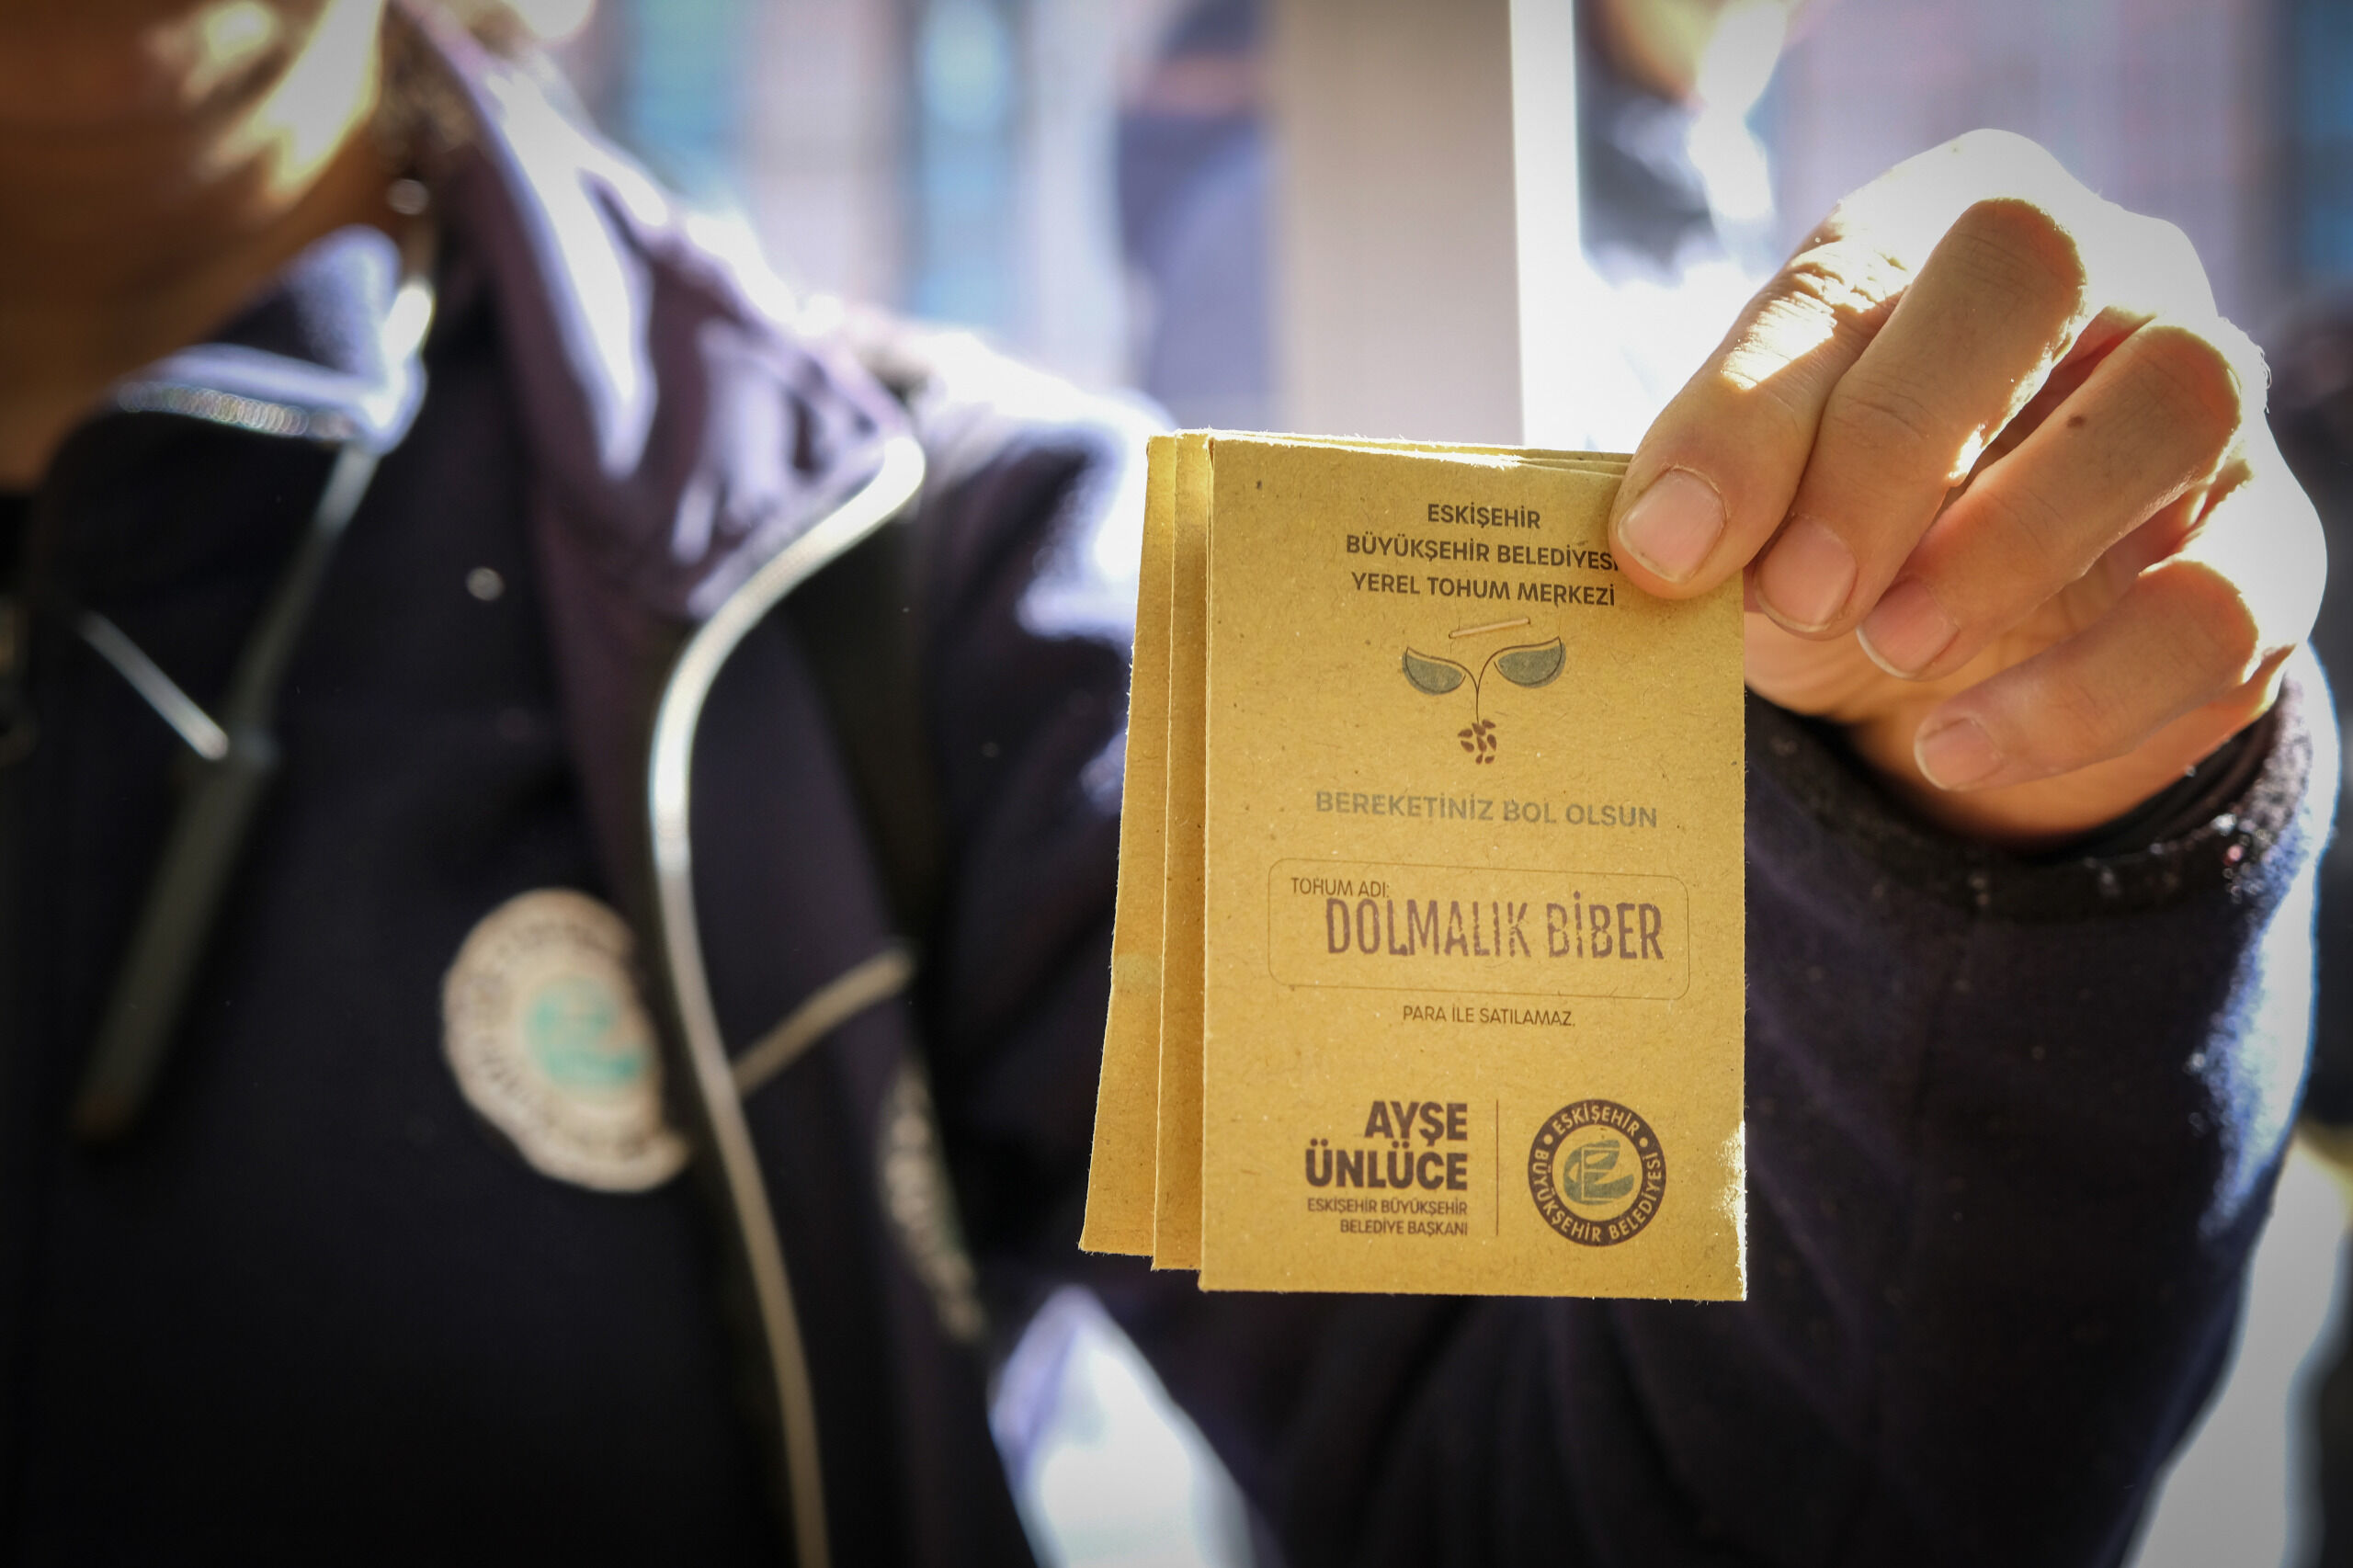 ESKİŞEHİR
BÜYÜKŞEHİR BELEDİYESİ
YEREL TOHUM MERKEZİ
BEREKETİNİZ BOL OLSUN
TOHUM ADI:
DOLMALIK BİBER
PARA İLE SATILAMAZ.
AYŞE
ÜNLÜCE
ESKİŞEHİR BÜYÜKŞEHİR
BELEDİYE BAŞKANI
ESKİŞEHİR
BÜYÜKŞEHİR BELEDİYESİ